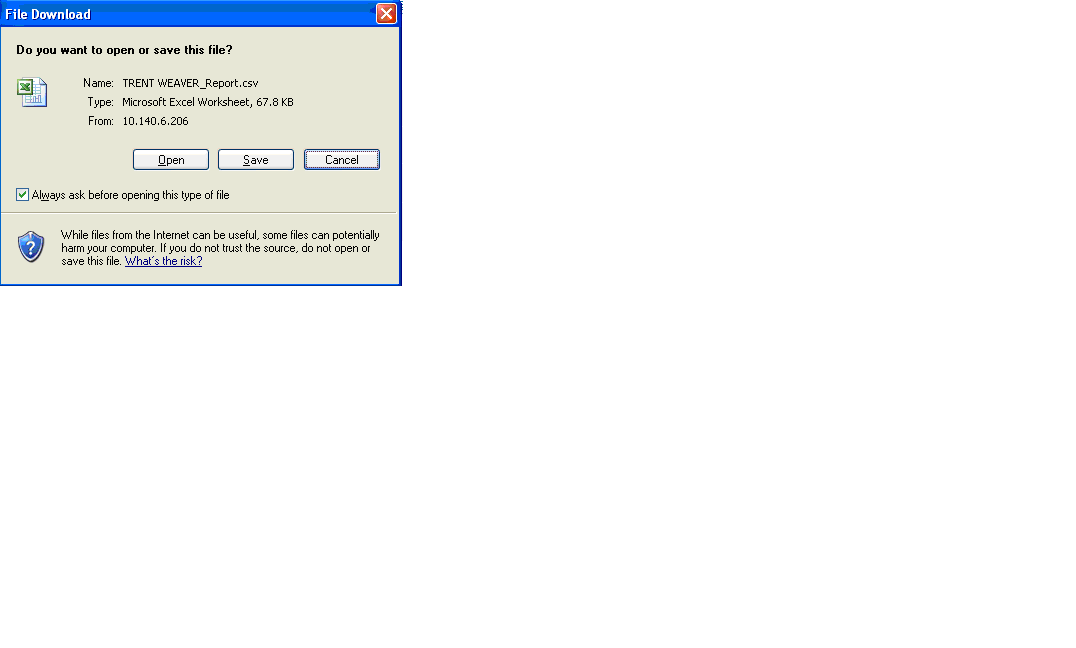 File Download
Do you want to open or save this file?
Name: TRENT WEAVER_Report.csv
Type: Microsoft Excel Worksheet, 67.8 KB
From: 10.140.6.206
Open Save Cancel
Always ask before opening this type of file
While files from the Internet can be useful, some files can potentially
harm your computer. If you do not trust the source, do not open or
save this file. What's the risk?